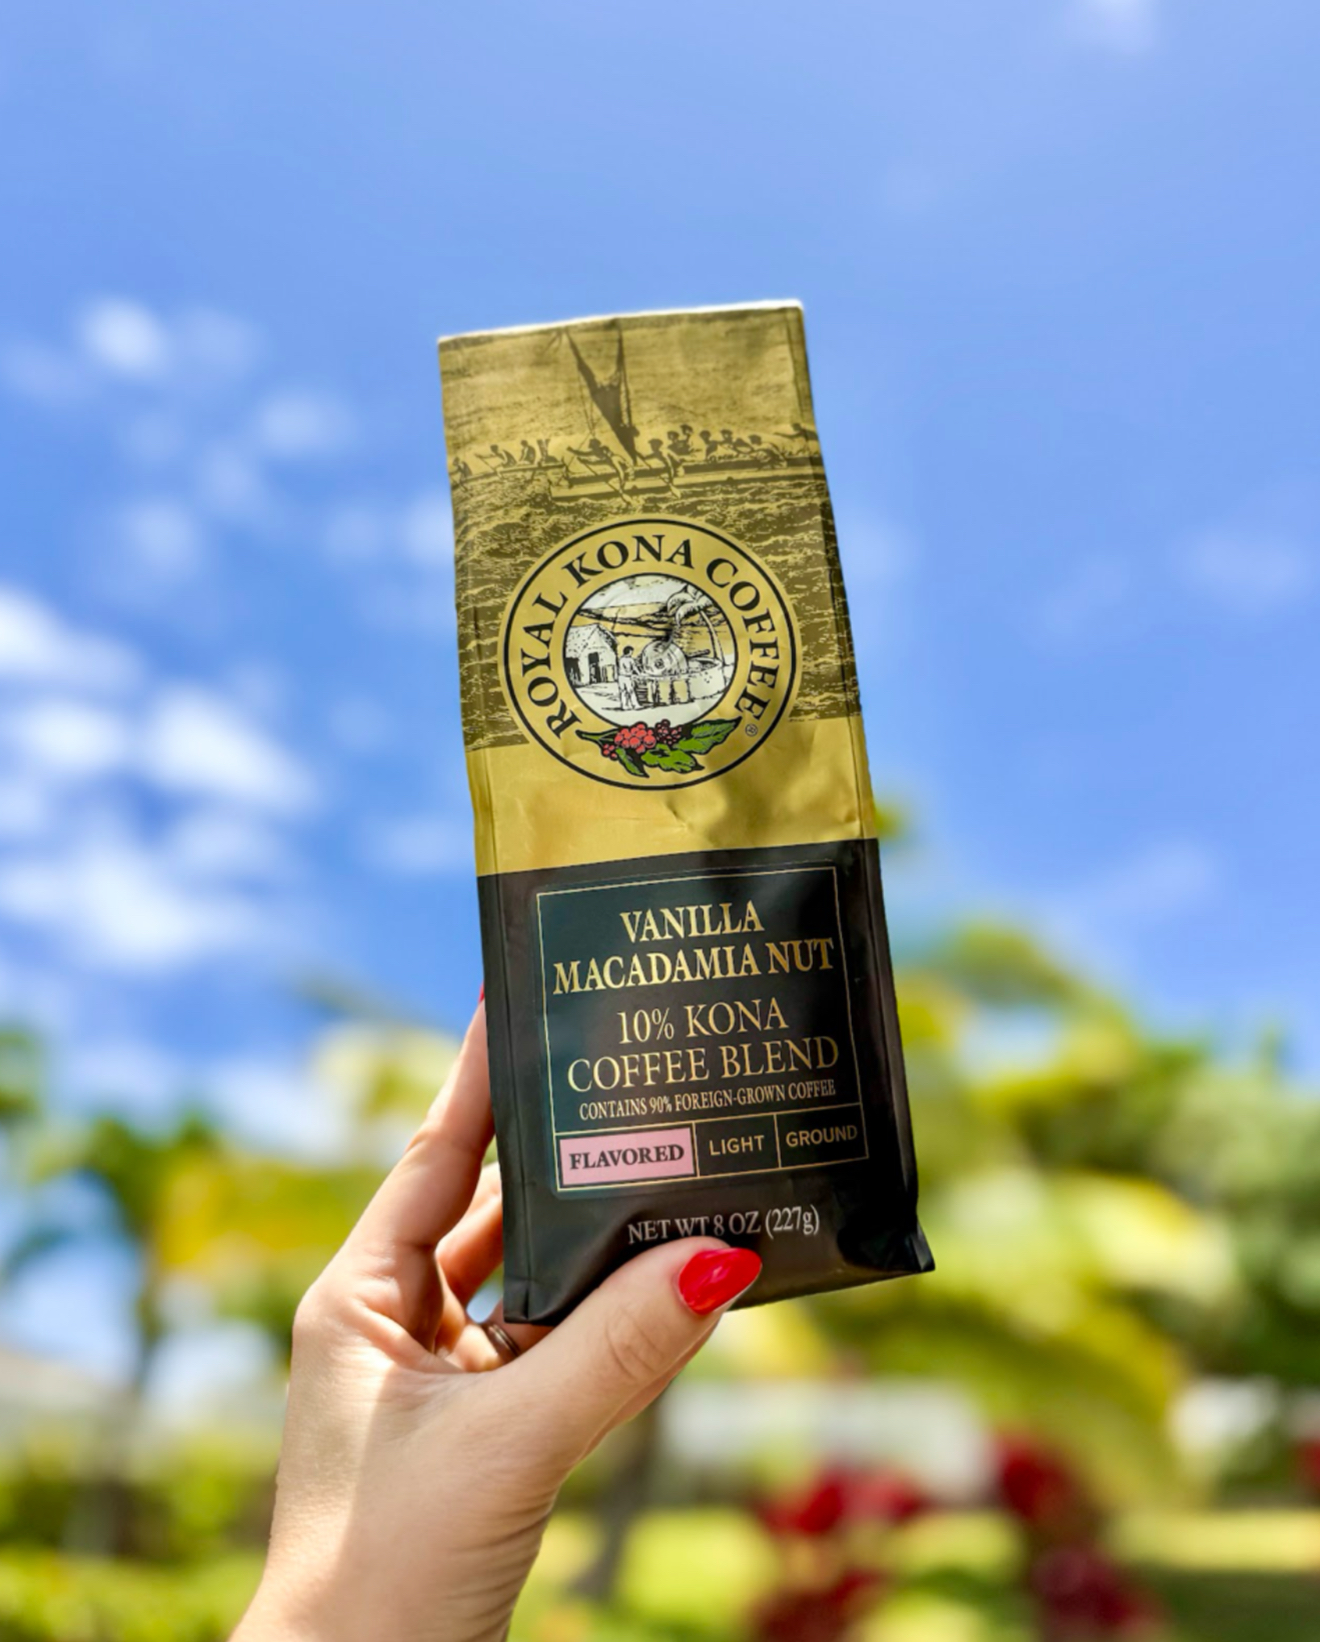 ROYAL KONA COFFEE®
VANILLA
MACADAMIA NUT
10% KONA
COFFEE BLEND
CONTAINS 90% FOREIGN-GROWN COFFEE
FLAVORED LIGHT GROUND
NET WT 8 OZ (227g)